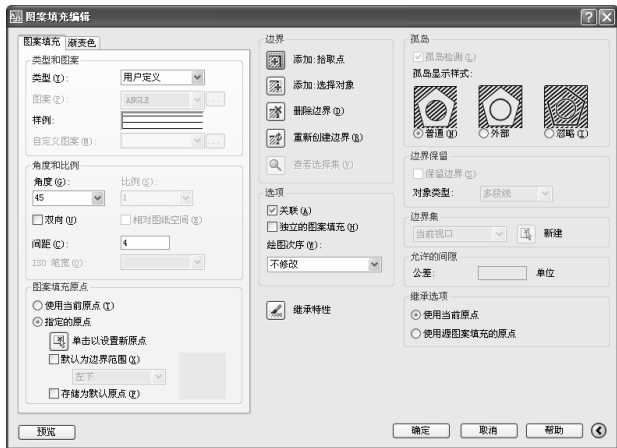 图案填充编辑
图案填充 渐变色
类型和图案
类型(Y): 用户定义
图案(P): ANGLE
样例:
自定义图案(M):
角度和比例
角度(G): 比例(S):
45 1
双向(U) 相对图纸空间(E)
间距(C): 4
ISO 笔宽(O):
图案填充原点
使用当前原点(T)
指定的原点
单击以设置新原点
默认为边界范围(X)
左下
存储为默认原点(F)
预览
边界
添加:拾取点
添加:选择对象
删除边界(D)
重新创建边界(R)
查看选择集(V)
选项
关联(A)
独立的图案填充(H)
绘图次序(W):
不修改
继承特性
孤岛
孤岛检测(L)
孤岛显示样式:
普通(N) 外部 忽略(I)
边界保留
保留边界(S)
对象类型: 多段线
边界集
当前视口 新建
允许的间隙
公差: 单位
继承选项
使用当前原点
使用源图案填充的原点
确定 取消 帮助